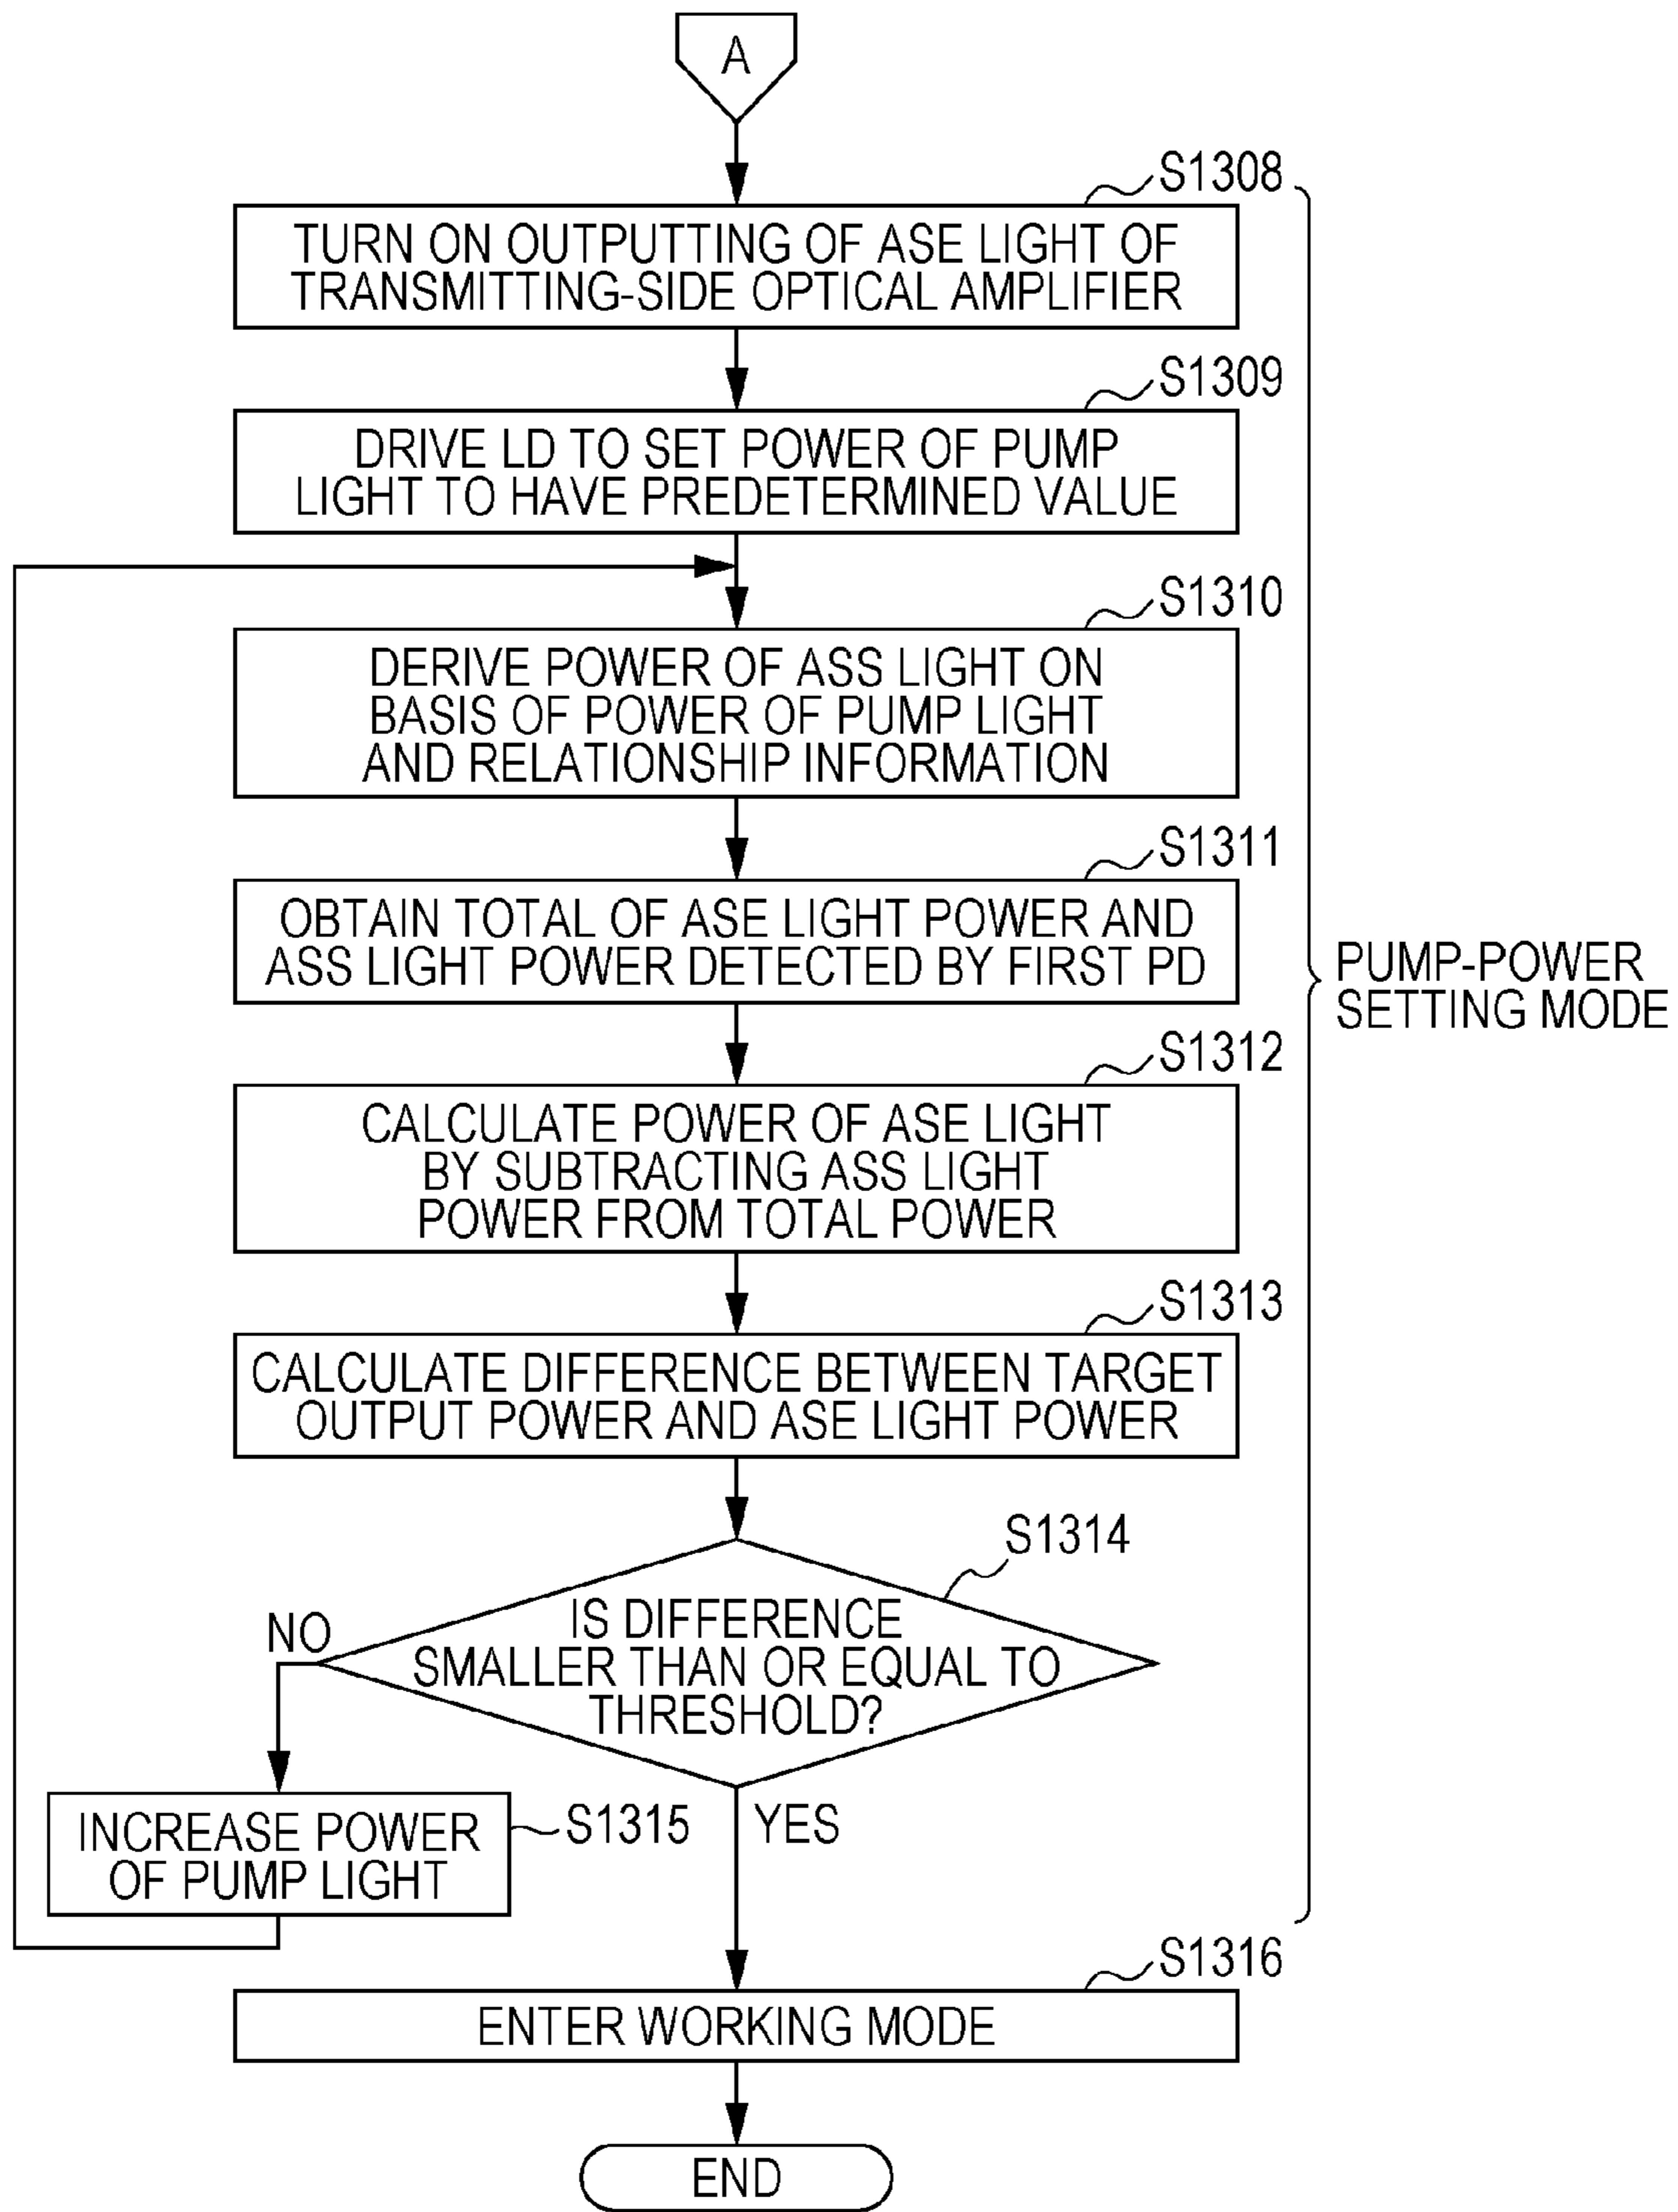 A
S1308
TURN ON OUTPUTTING OF ASE LIGHT OF
TRANSMITTING-SIDE OPTICAL AMPLIFIER
S1309
DRIVE LD TO SET POWER OF PUMP
LIGHT TO HAVE PREDETERMINED VALUE
S1310
DERIVE POWER OF ASS LIGHT ON
BASIS OF POWER OF PUMP LIGHT
AND RELATIONSHIP INFORMATION
S1311
OBTAIN TOTAL OF ASE LIGHT POWER AND
ASS LIGHT POWER DETECTED BY FIRST PD
PUMP-POWER
SETTING MODE
S1312
CALCULATE POWER OF ASE LIGHT
BY SUBTRACTING ASS LIGHT
POWER FROM TOTAL POWER
S1313
CALCULATE DIFFERENCE BETWEEN TARGET
OUTPUT POWER AND ASE LIGHT POWER
S1314
IS DIFFERENCE
SMALLER THAN OR EQUAL TO
THRESHOLD?
NO
INCREASE POWER
OF PUMP LIGHT
S1315
YES
S1316
ENTER WORKING MODE
END